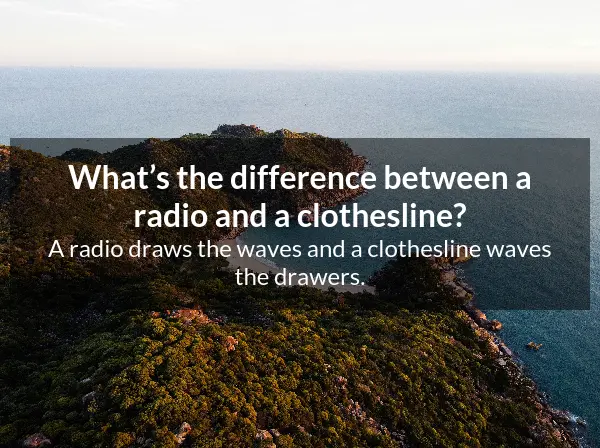 What’s the difference between a
radio and a clothesline?
A radio draws the waves and a clothesline waves
the drawers.